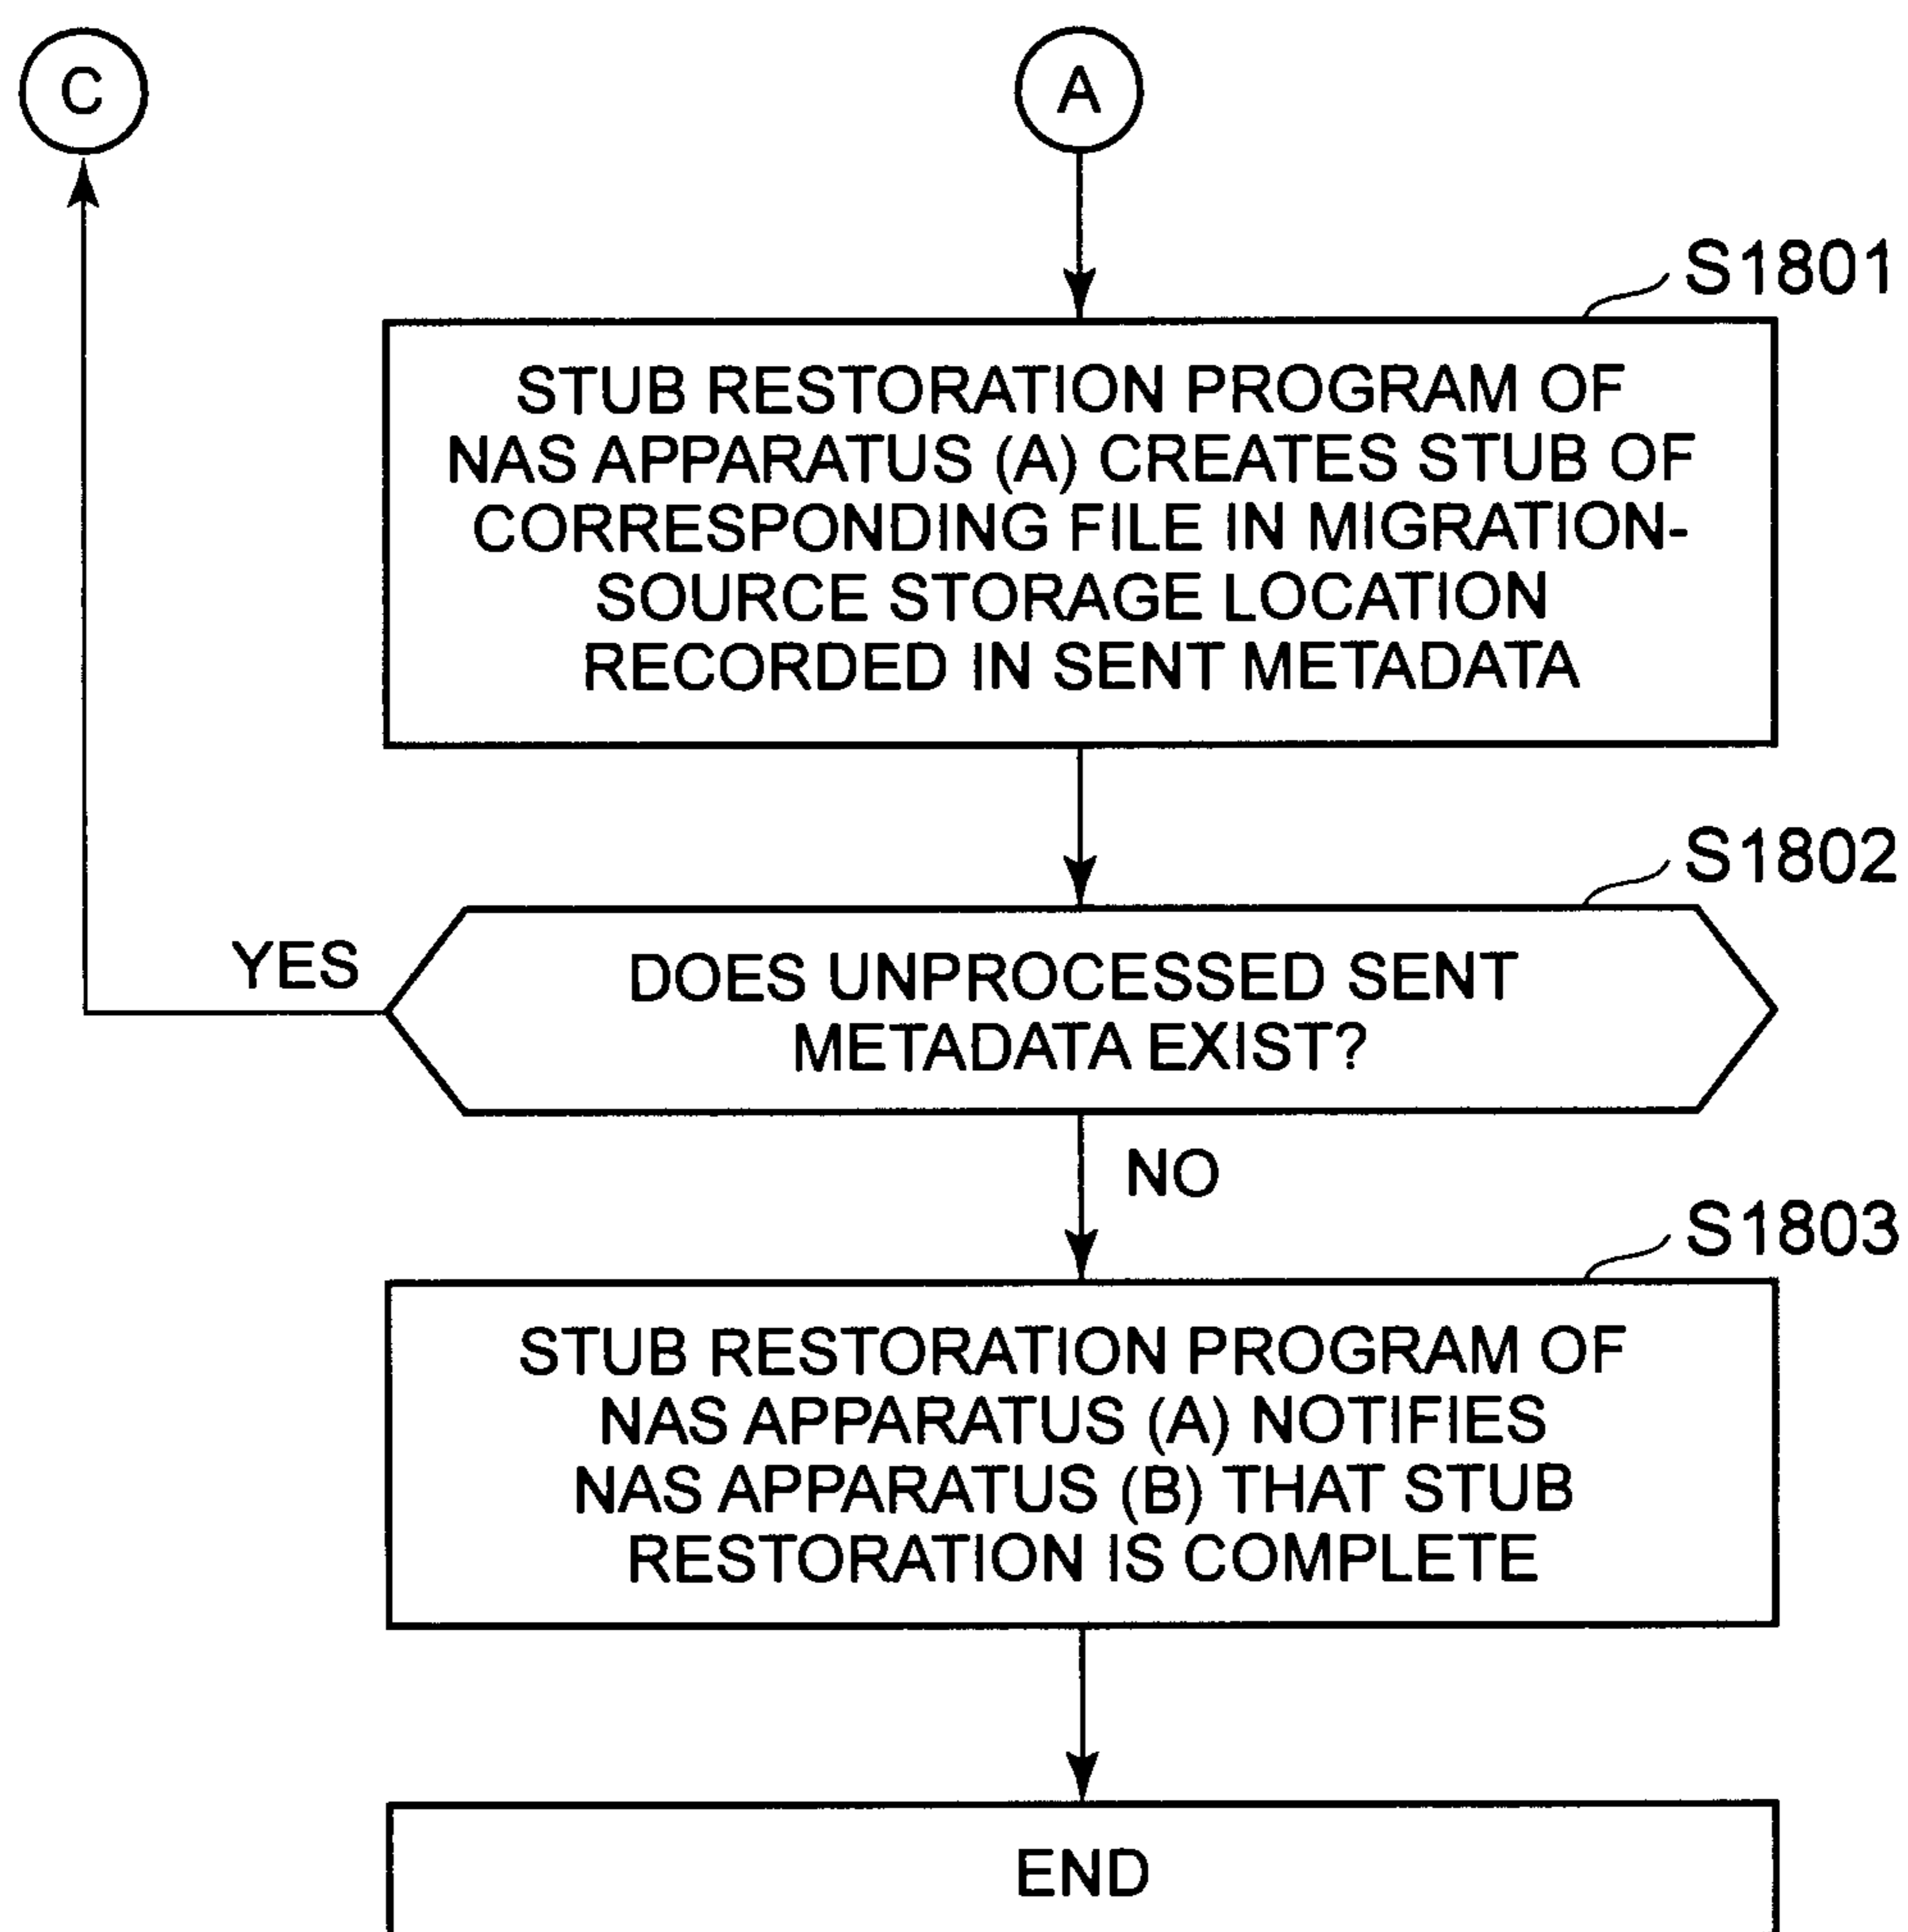 C
A
S1801
STUB RESTORATION PROGRAM OF
NAS APPARATUS (A) CREATES STUB OF
CORRESPONDING FILE IN MIGRATION-
SOURCE STORAGE LOCATION
RECORDED IN SENT METADATA
S1802
YES
DOES UNPROCESSED SENT
METADATA EXIST?
NO
S1803
STUB RESTORATION PROGRAM OF
NAS APPARATUS (A) NOTIFIES
NAS APPARATUS (B) THAT STUB
RESTORATION IS COMPLETE
END